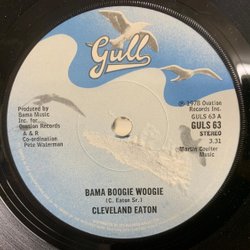 Gull
Produced by
Bama Music
Inc. for
Ovation Records
A & R
Co-ordination
Pete Waterman
℗ 1978 Ovation
Records Inc.
GULS 63 A
GULS 63
STEREO
3.31
Martin Coulter
Music
BAMA BOOGIE WOOGIE
(C. Eaton Sr.)
CLEVELAND EATON